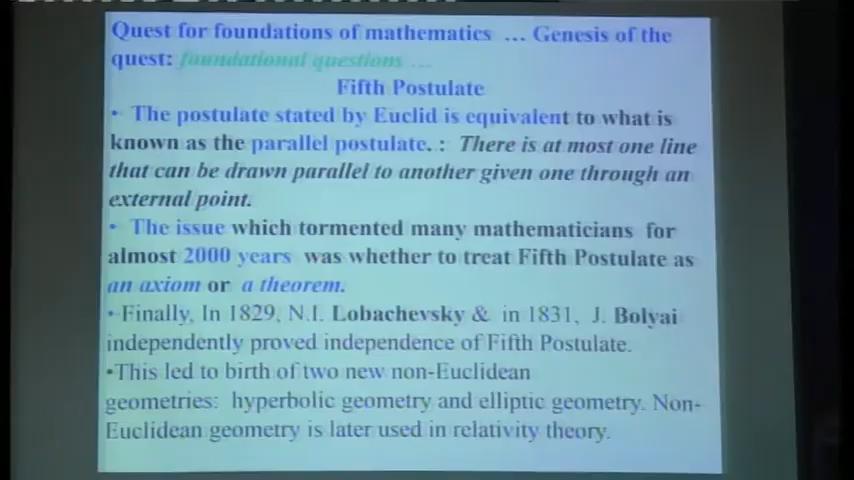 Quest for foundations of mathematics ... Genesis of the
quest: foundational questions ...
Fifth Postulate
• The postulate stated by Euclid is equivalent to what is
known as the parallel postulate. : There is at most one line
that can be drawn parallel to another given one through an
external point.
• The issue which tormented many mathematicians for
almost 2000 years was whether to treat Fifth Postulate as
an axiom or a theorem.
• Finally, In 1829, N.I. Lobachevsky & in 1831, J. Bolyai
independently proved independence of Fifth Postulate.
•This led to birth of two new non-Euclidean
geometries: hyperbolic geometry and elliptic geometry. Non-
Euclidean geometry is later used in relativity theory.